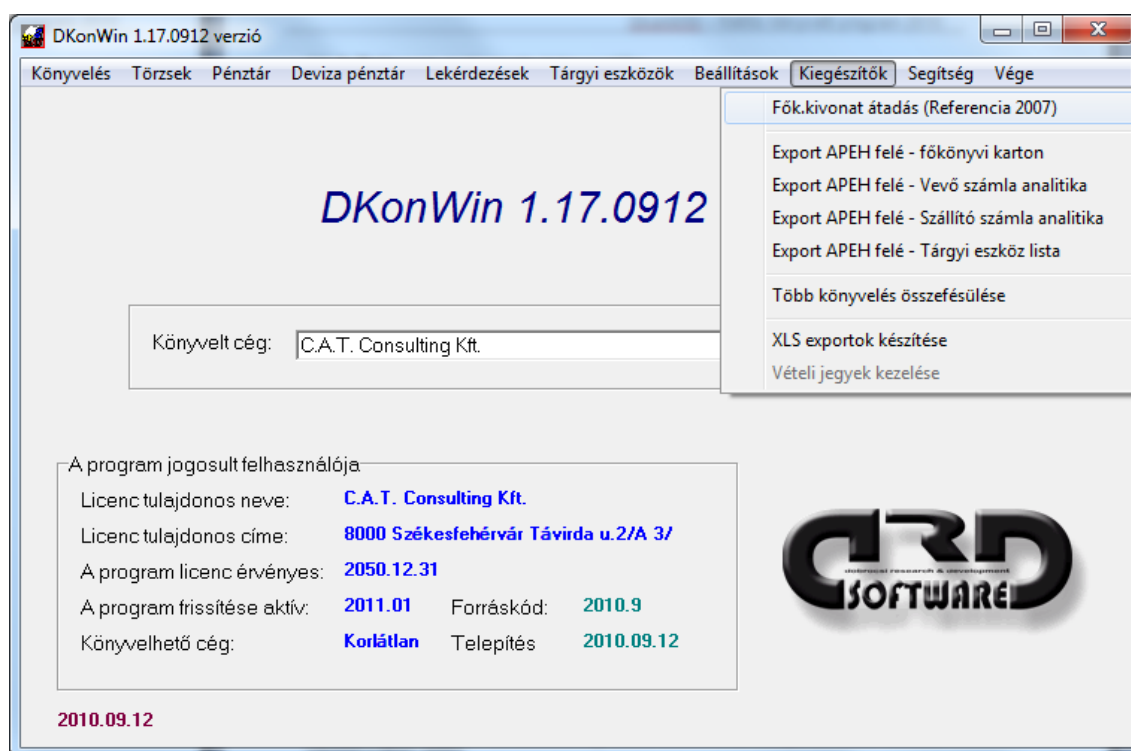 DKonWin 1.17.0912 verzió
Könyvelés Törzsek Pénztár Deviza pénztár Lekérdezések Tárgyi eszközök Beállítások Kiegészítők Segítség Vége
Fők.kivonat átadás (Referencia 2007)
Export APEH felé - főkönyvi karton
Export APEH felé - Vevő számla analitika
Export APEH felé - Szállító számla analitika
Export APEH felé - Tárgyi eszköz lista
Több könyvelés összefésülése
XLS exportok készítése
Vételi jegyek kezelése
DKonWin 1.17.0912
Könyvelt cég: C.A.T. Consulting Kft.
A program jogosult felhasználója
Licenc tulajdonos neve: C.A.T. Consulting Kft.
Licenc tulajdonos címe: 8000 Székesfehérvár Távirda u.2/A 3/
A program licenc érvényes: 2050.12.31
A program frissítése aktív: 2011.01 Forráskód: 2010.9
Könyvelhető cég: Korlátlan Telepítés 2010.09.12
DRD
dobrocsi research & development
SOFTWARE
2010.09.12